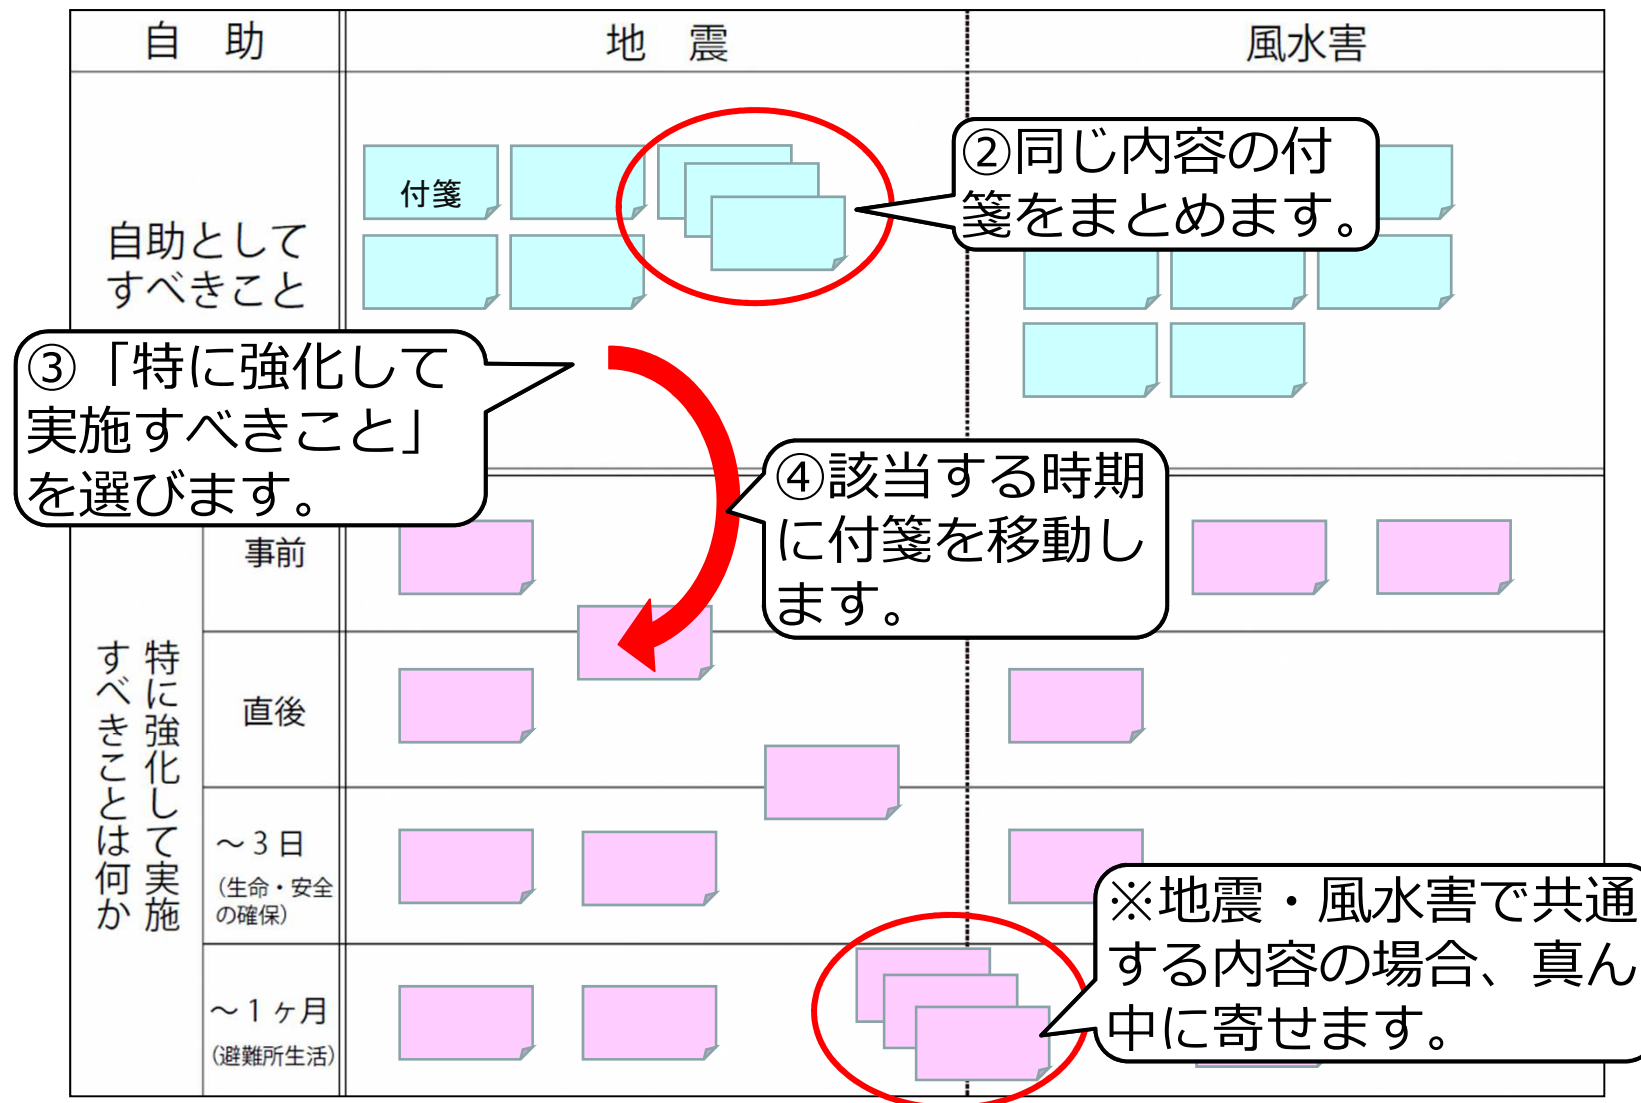 自　助
地　震
風水害
自助として
すべきこと
付箋
②同じ内容の付
箋をまとめます。
③「特に強化して
実施すべきこと」
を選びます。
④該当する時期
に付箋を移動し
ます。
特に強化して実施
すべきことは何か
事前
直後
～３日
（生命・安全
の確保）
～１ヶ月
（避難所生活）
※地震・風水害で共通
する内容の場合、真ん
中に寄せます。